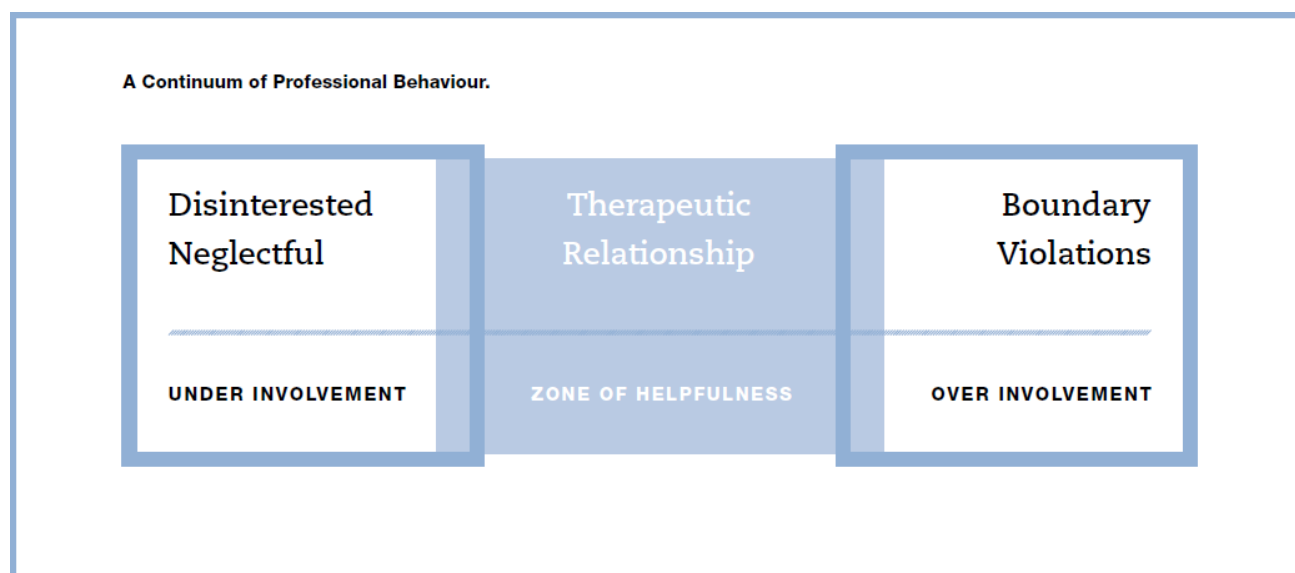 A Continuum of Professional Behaviour.
Disinterested
Neglectful
Therapeutic
Relationship
Boundary
Violations
UNDER INVOLVEMENT
ZONE OF HELPFULNESS
OVER INVOLVEMENT